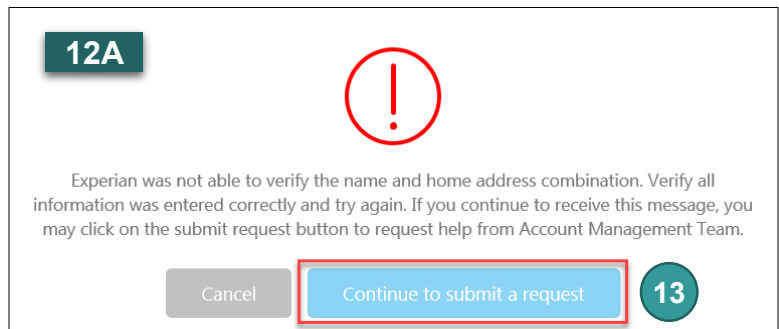 12A
Experian was not able to verify the name and home address combination. Verify all
information was entered correctly and try again. If you continue to receive this message, you
may click on the submit request button to request help from Account Management Team.
Cancel Continue to submit a request 13